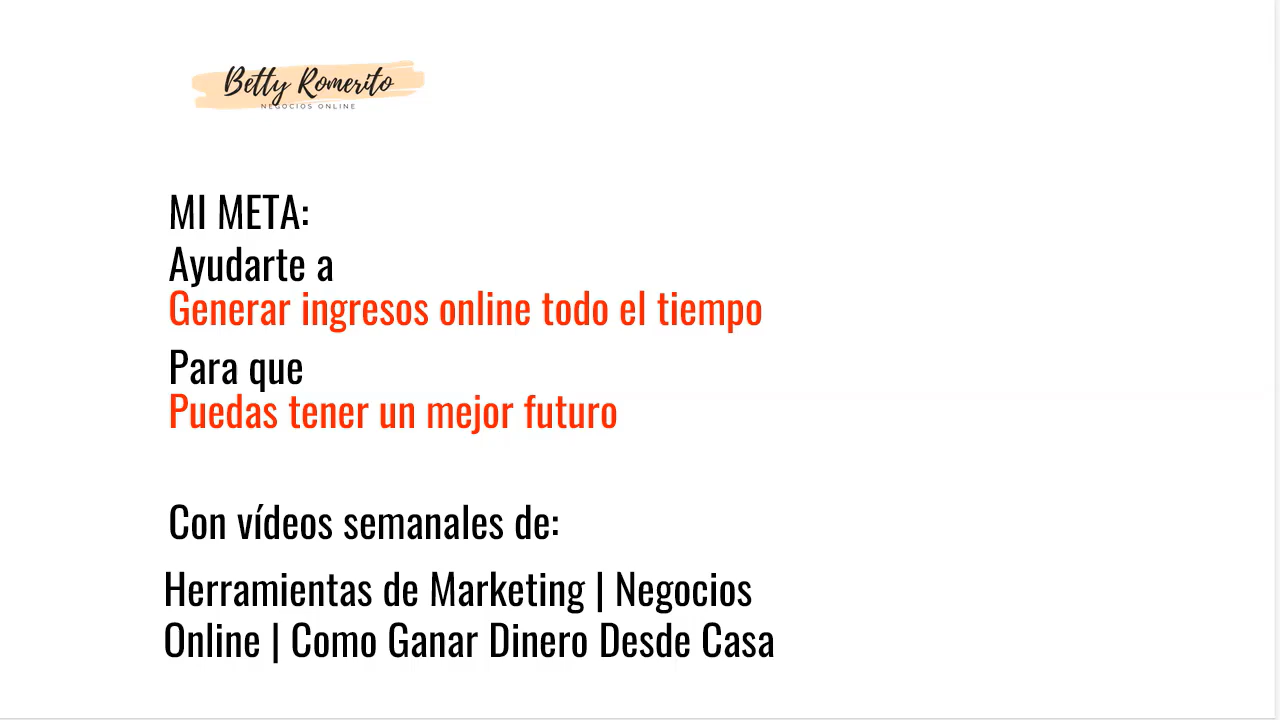 Betty Romerito
NEGOCIOS ONLINE
MI META:
Ayudarte a
Generar ingresos online todo el tiempo
Para que
Puedas tener un mejor futuro
Con vídeos semanales de:
Herramientas de Marketing | Negocios
Online | Como Ganar Dinero Desde Casa